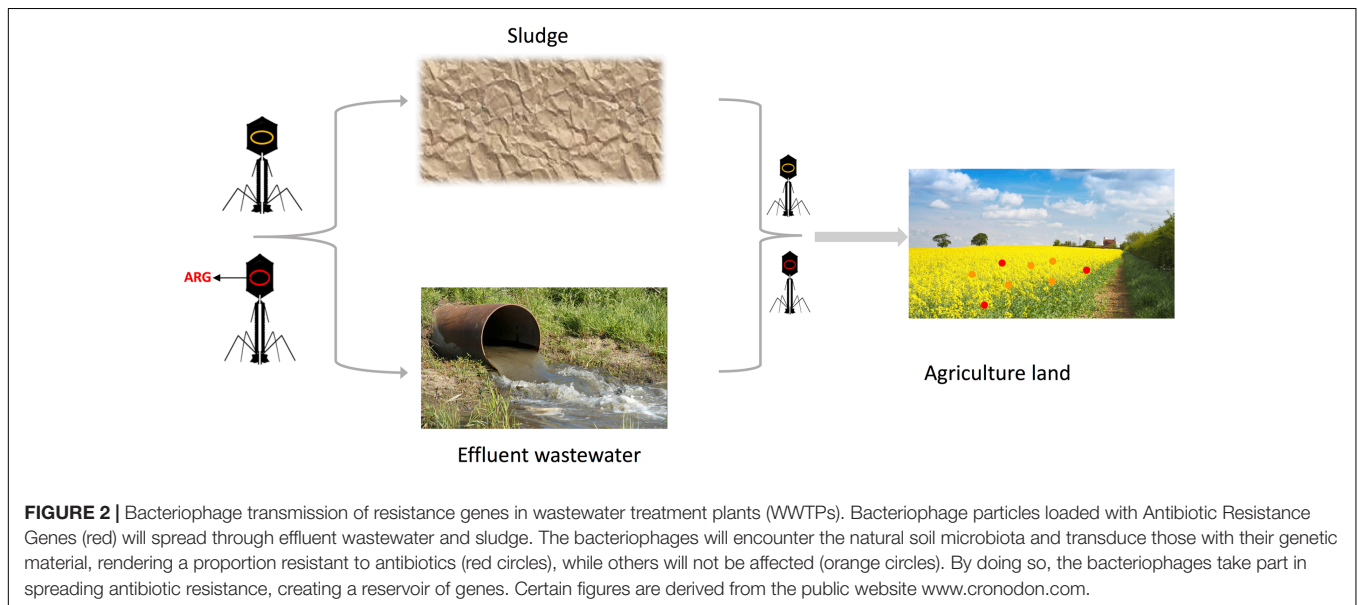 Sludge
ARG
Effluent wastewater
Agriculture land
FIGURE 2 | Bacteriophage transmission of resistance genes in wastewater treatment plants (WWTPs). Bacteriophage particles loaded with Antibiotic Resistance
Genes (red) will spread through effluent wastewater and sludge. The bacteriophages will encounter the natural soil microbiota and transduce those with their genetic
material, rendering a proportion resistant to antibiotics (red circles), while others will not be affected (orange circles). By doing so, the bacteriophages take part in
spreading antibiotic resistance, creating a reservoir of genes. Certain figures are derived from the public website www.cronodon.com.